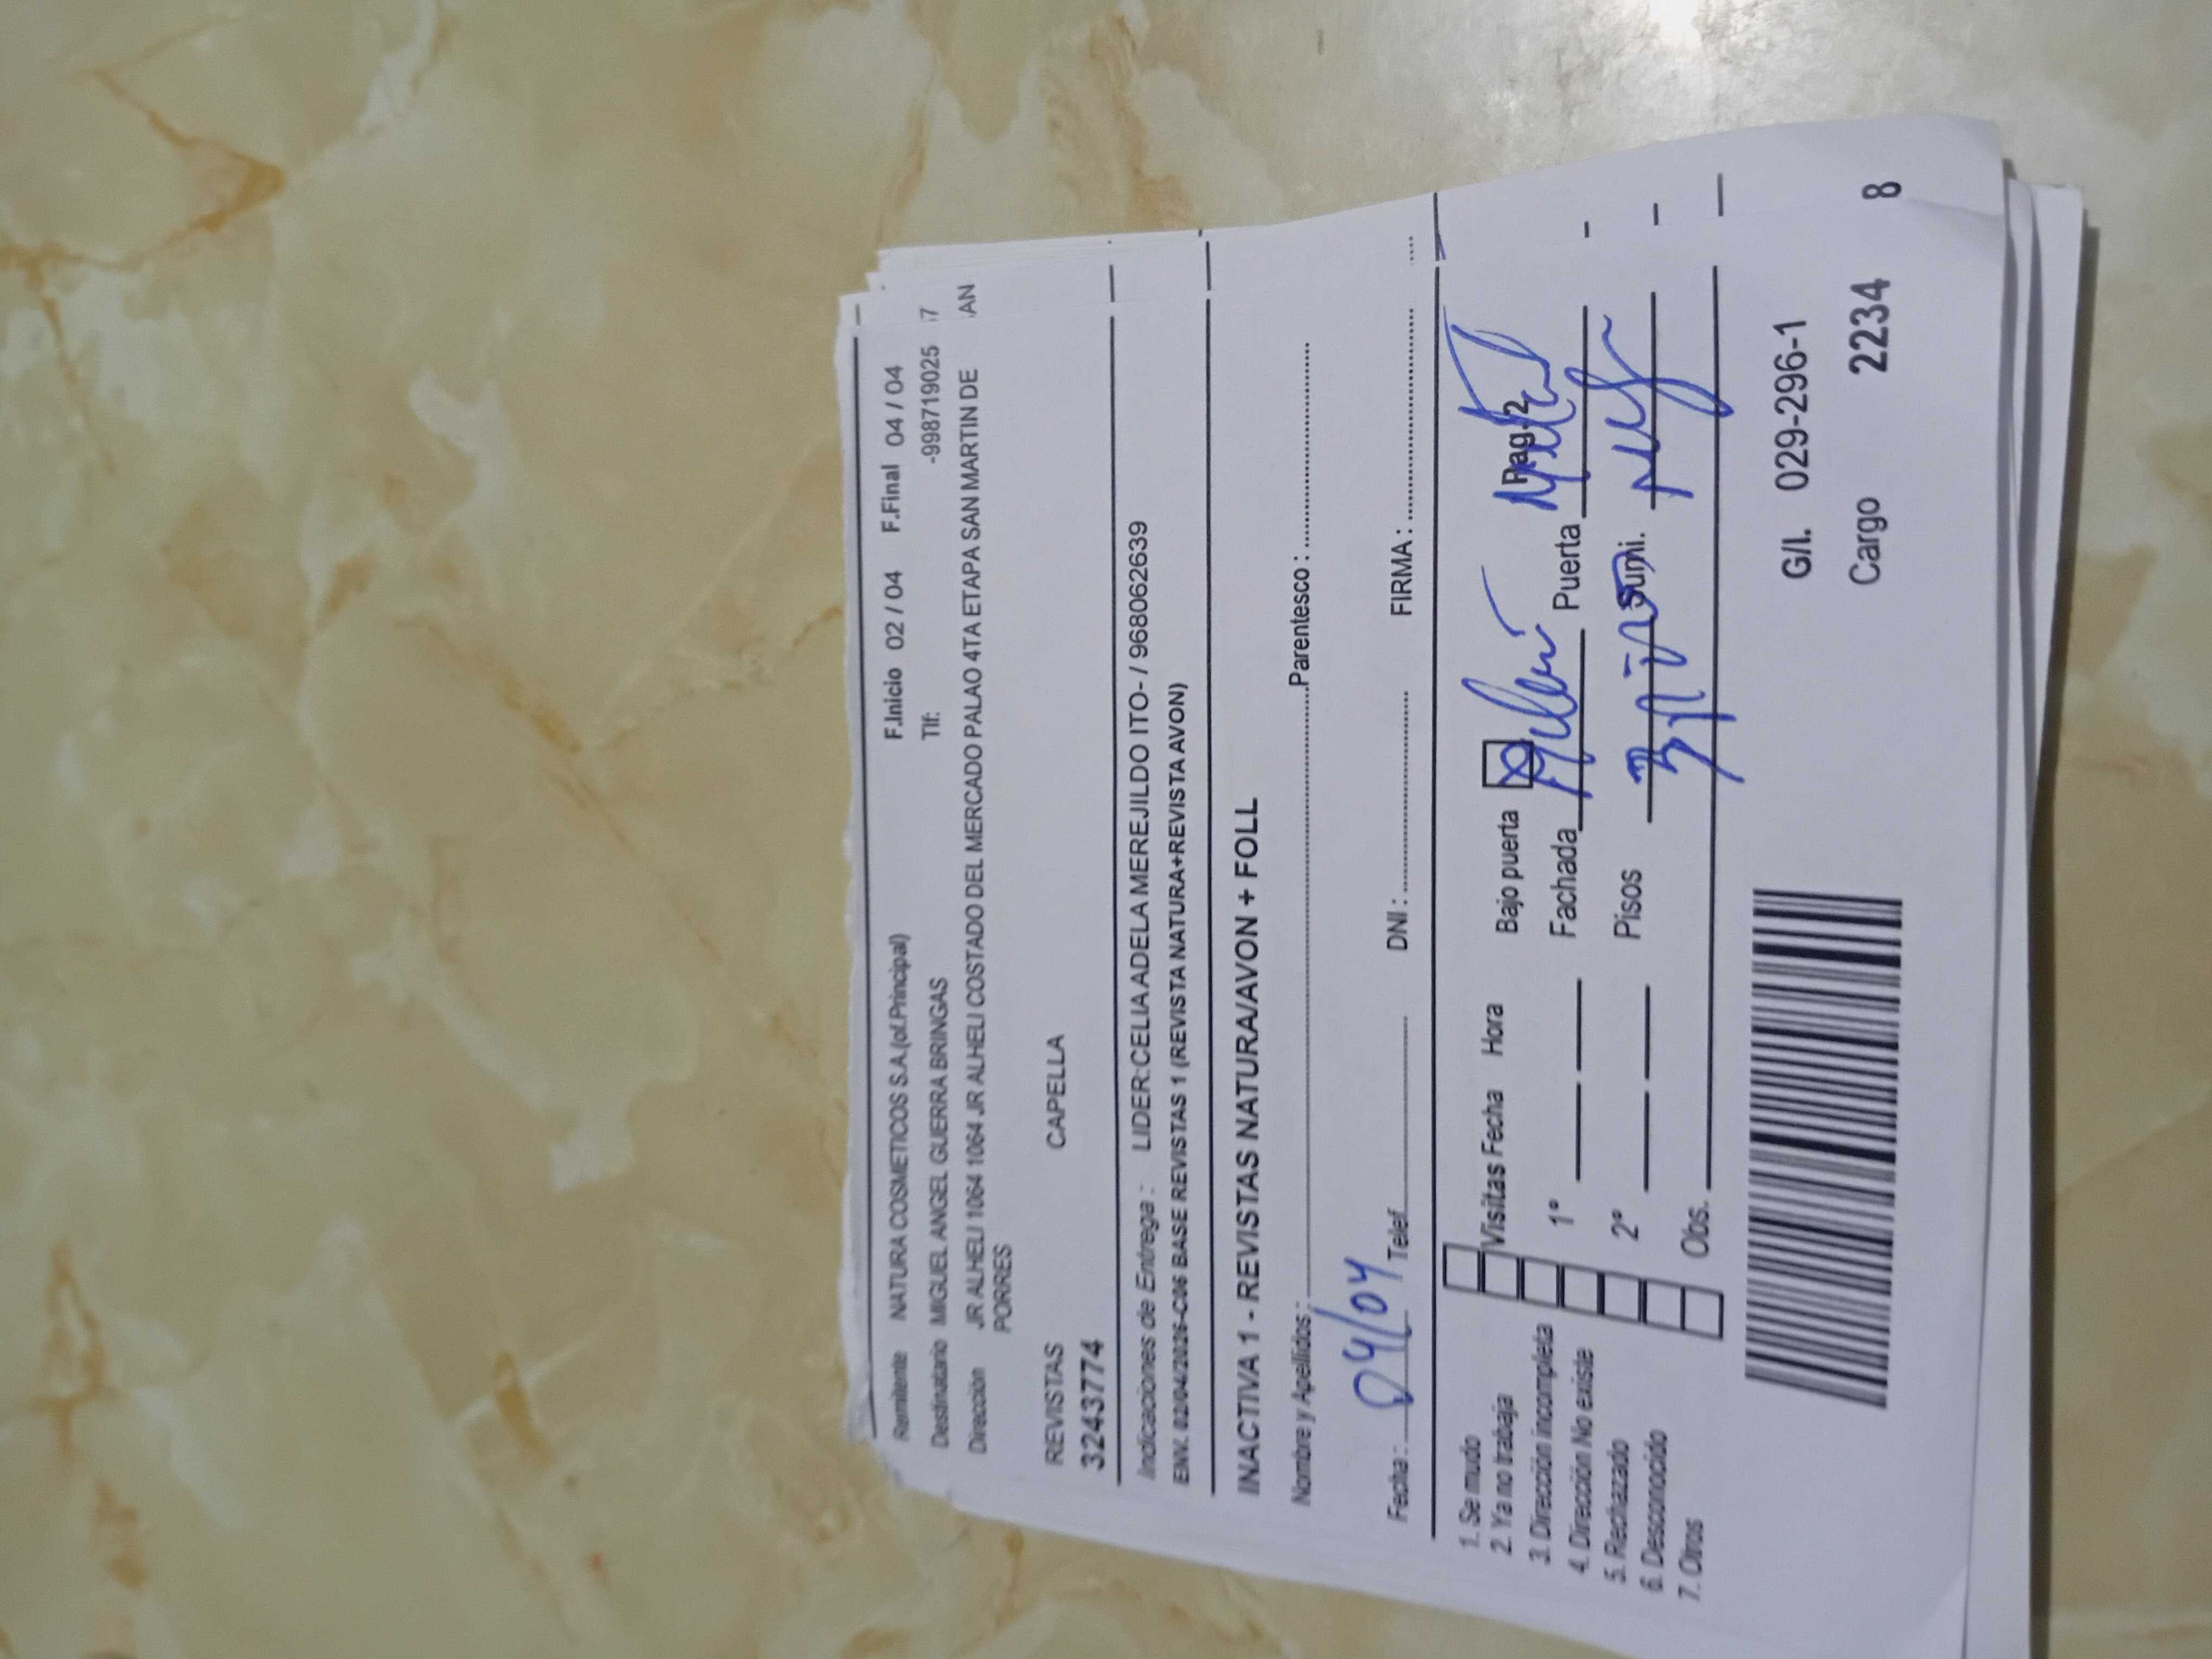 Remitente NATURA COSMETICOS S.A.(of.Principal) F.Inicio 02 / 04 F.Final 04 / 04
Destinatario MIGUEL ANGEL GUERRA BRINGAS Tlf: -998719025
Dirección JR ALHELI 1064 1064 JR ALHELI COSTADO DEL MERCADO PALAO 4TA ETAPA SAN MARTIN DE
PORRES
REVISTAS CAPELLA
3243774
Indicaciones de Entrega : LIDER:CELIA ADELA MEREJILDO ITO- / 968062639
ENV. 02/04/2026-C06 BASE REVISTAS 1 (REVISTA NATURA+REVISTA AVON)
INACTIVA 1 - REVISTAS NATURA/AVON + FOLL
Nombre y Apellidos : Parentesco :
Fecha : 04/04 Telef. DNI : FIRMA :
1. Se mudo
2. Ya no trabaja
3. Dirección incompleta
4. Dirección No existe
5. Rechazado
6. Desconocido
7. Otros
Visitas Fecha Hora Bajo puerta Pag. 2
1° Fachada Puerta
2° Pisos Sumi.
Obs.
G/I. 029-296-1
Cargo 2234 8